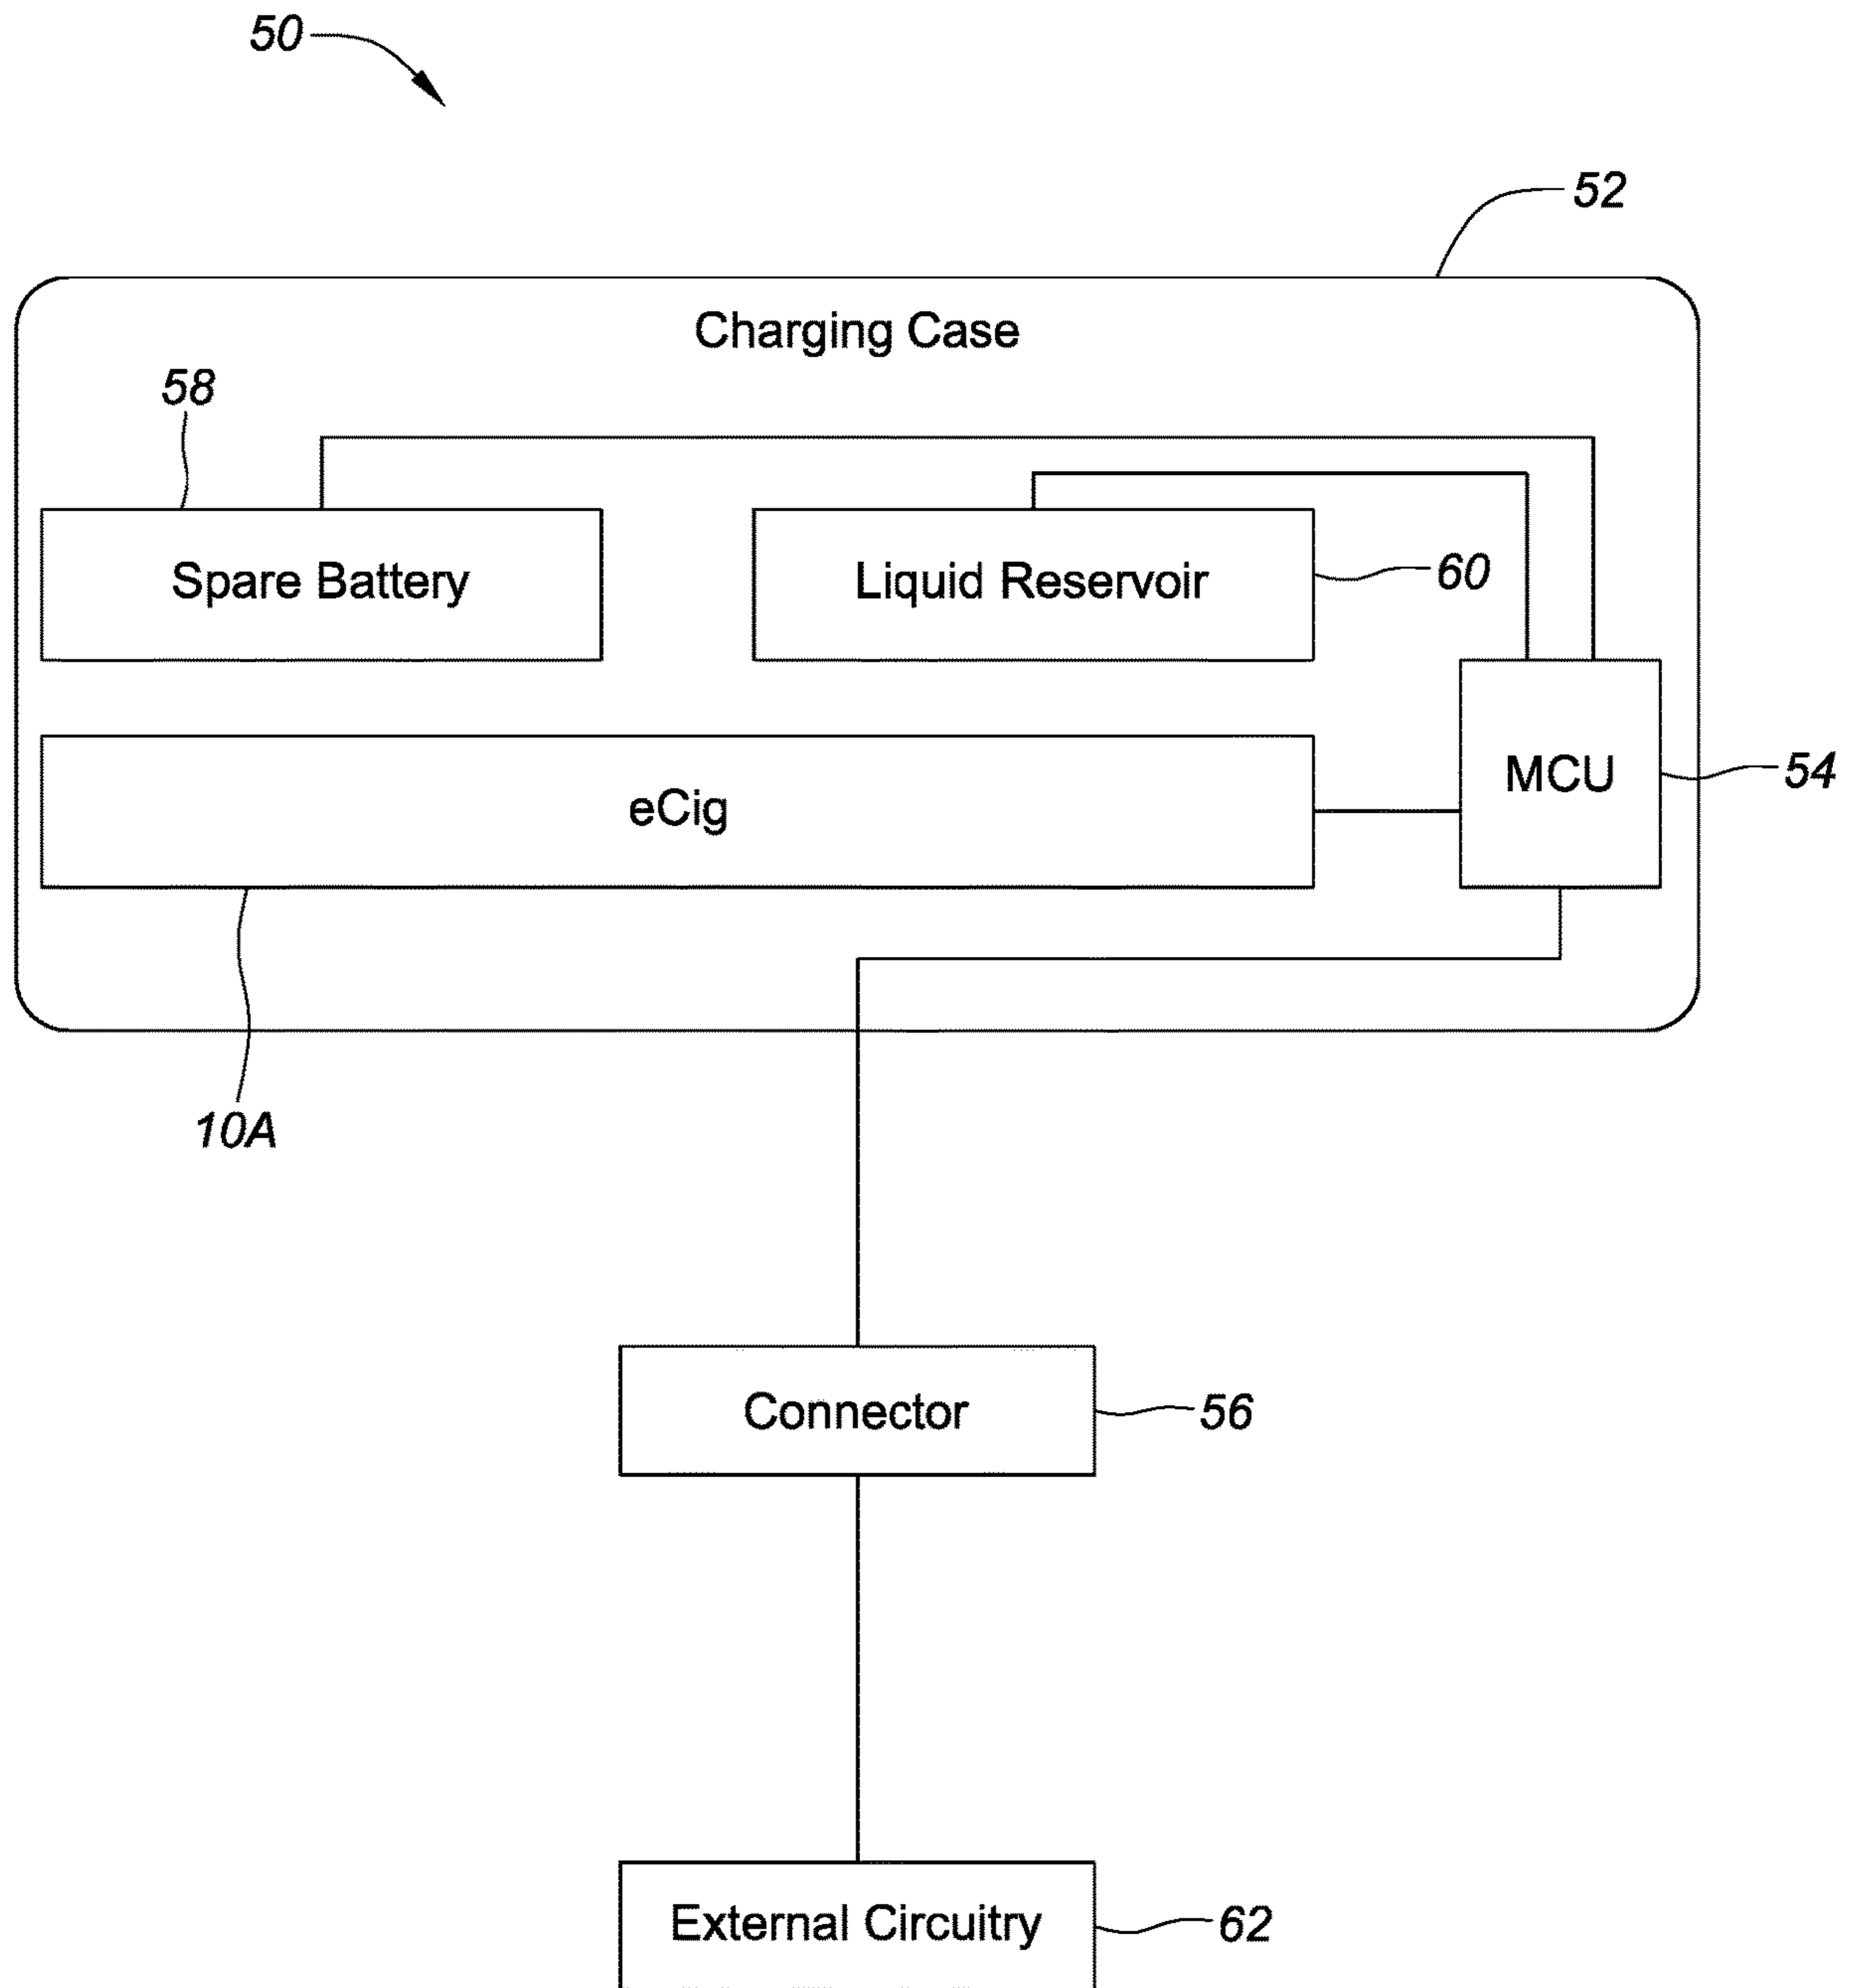 50
52
Charging Case
58
Spare Battery
Liquid Reservoir
60
MCU
54
eCig
10A
Connector
56
External Circuitry
62